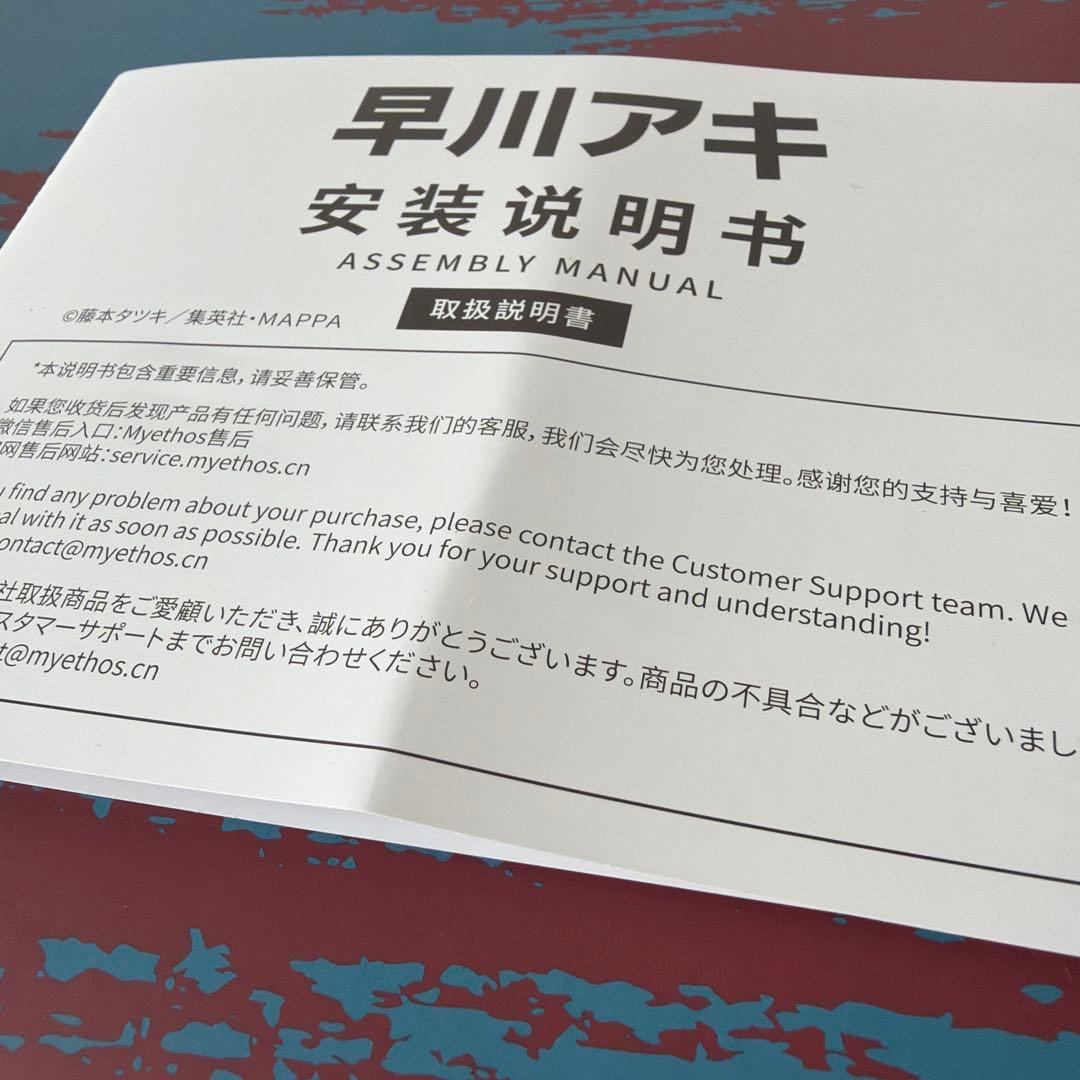 早川アキ
安装说明书
ASSEMBLY MANUAL
取扱説明書
©藤本タツキ／集英社・MAPPA
*本说明书包含重要信息，请妥善保管。
如果您收货后发现产品有任何问题，请联系我们的客服，我们会尽快为您处理。感谢您的支持与喜爱！
微信售后入口：Myethos售后
网售后网站：service.myethos.cn
find any problem about your purchase, please contact the Customer Support team. We
with it as soon as possible. Thank you for your support and understanding!
ontact@myethos.cn
社取扱商品をご愛顧いただき、誠にありがとうございます。商品の不具合などがございまし
スタマーサポートまでお問い合わせください。
t@myethos.cn